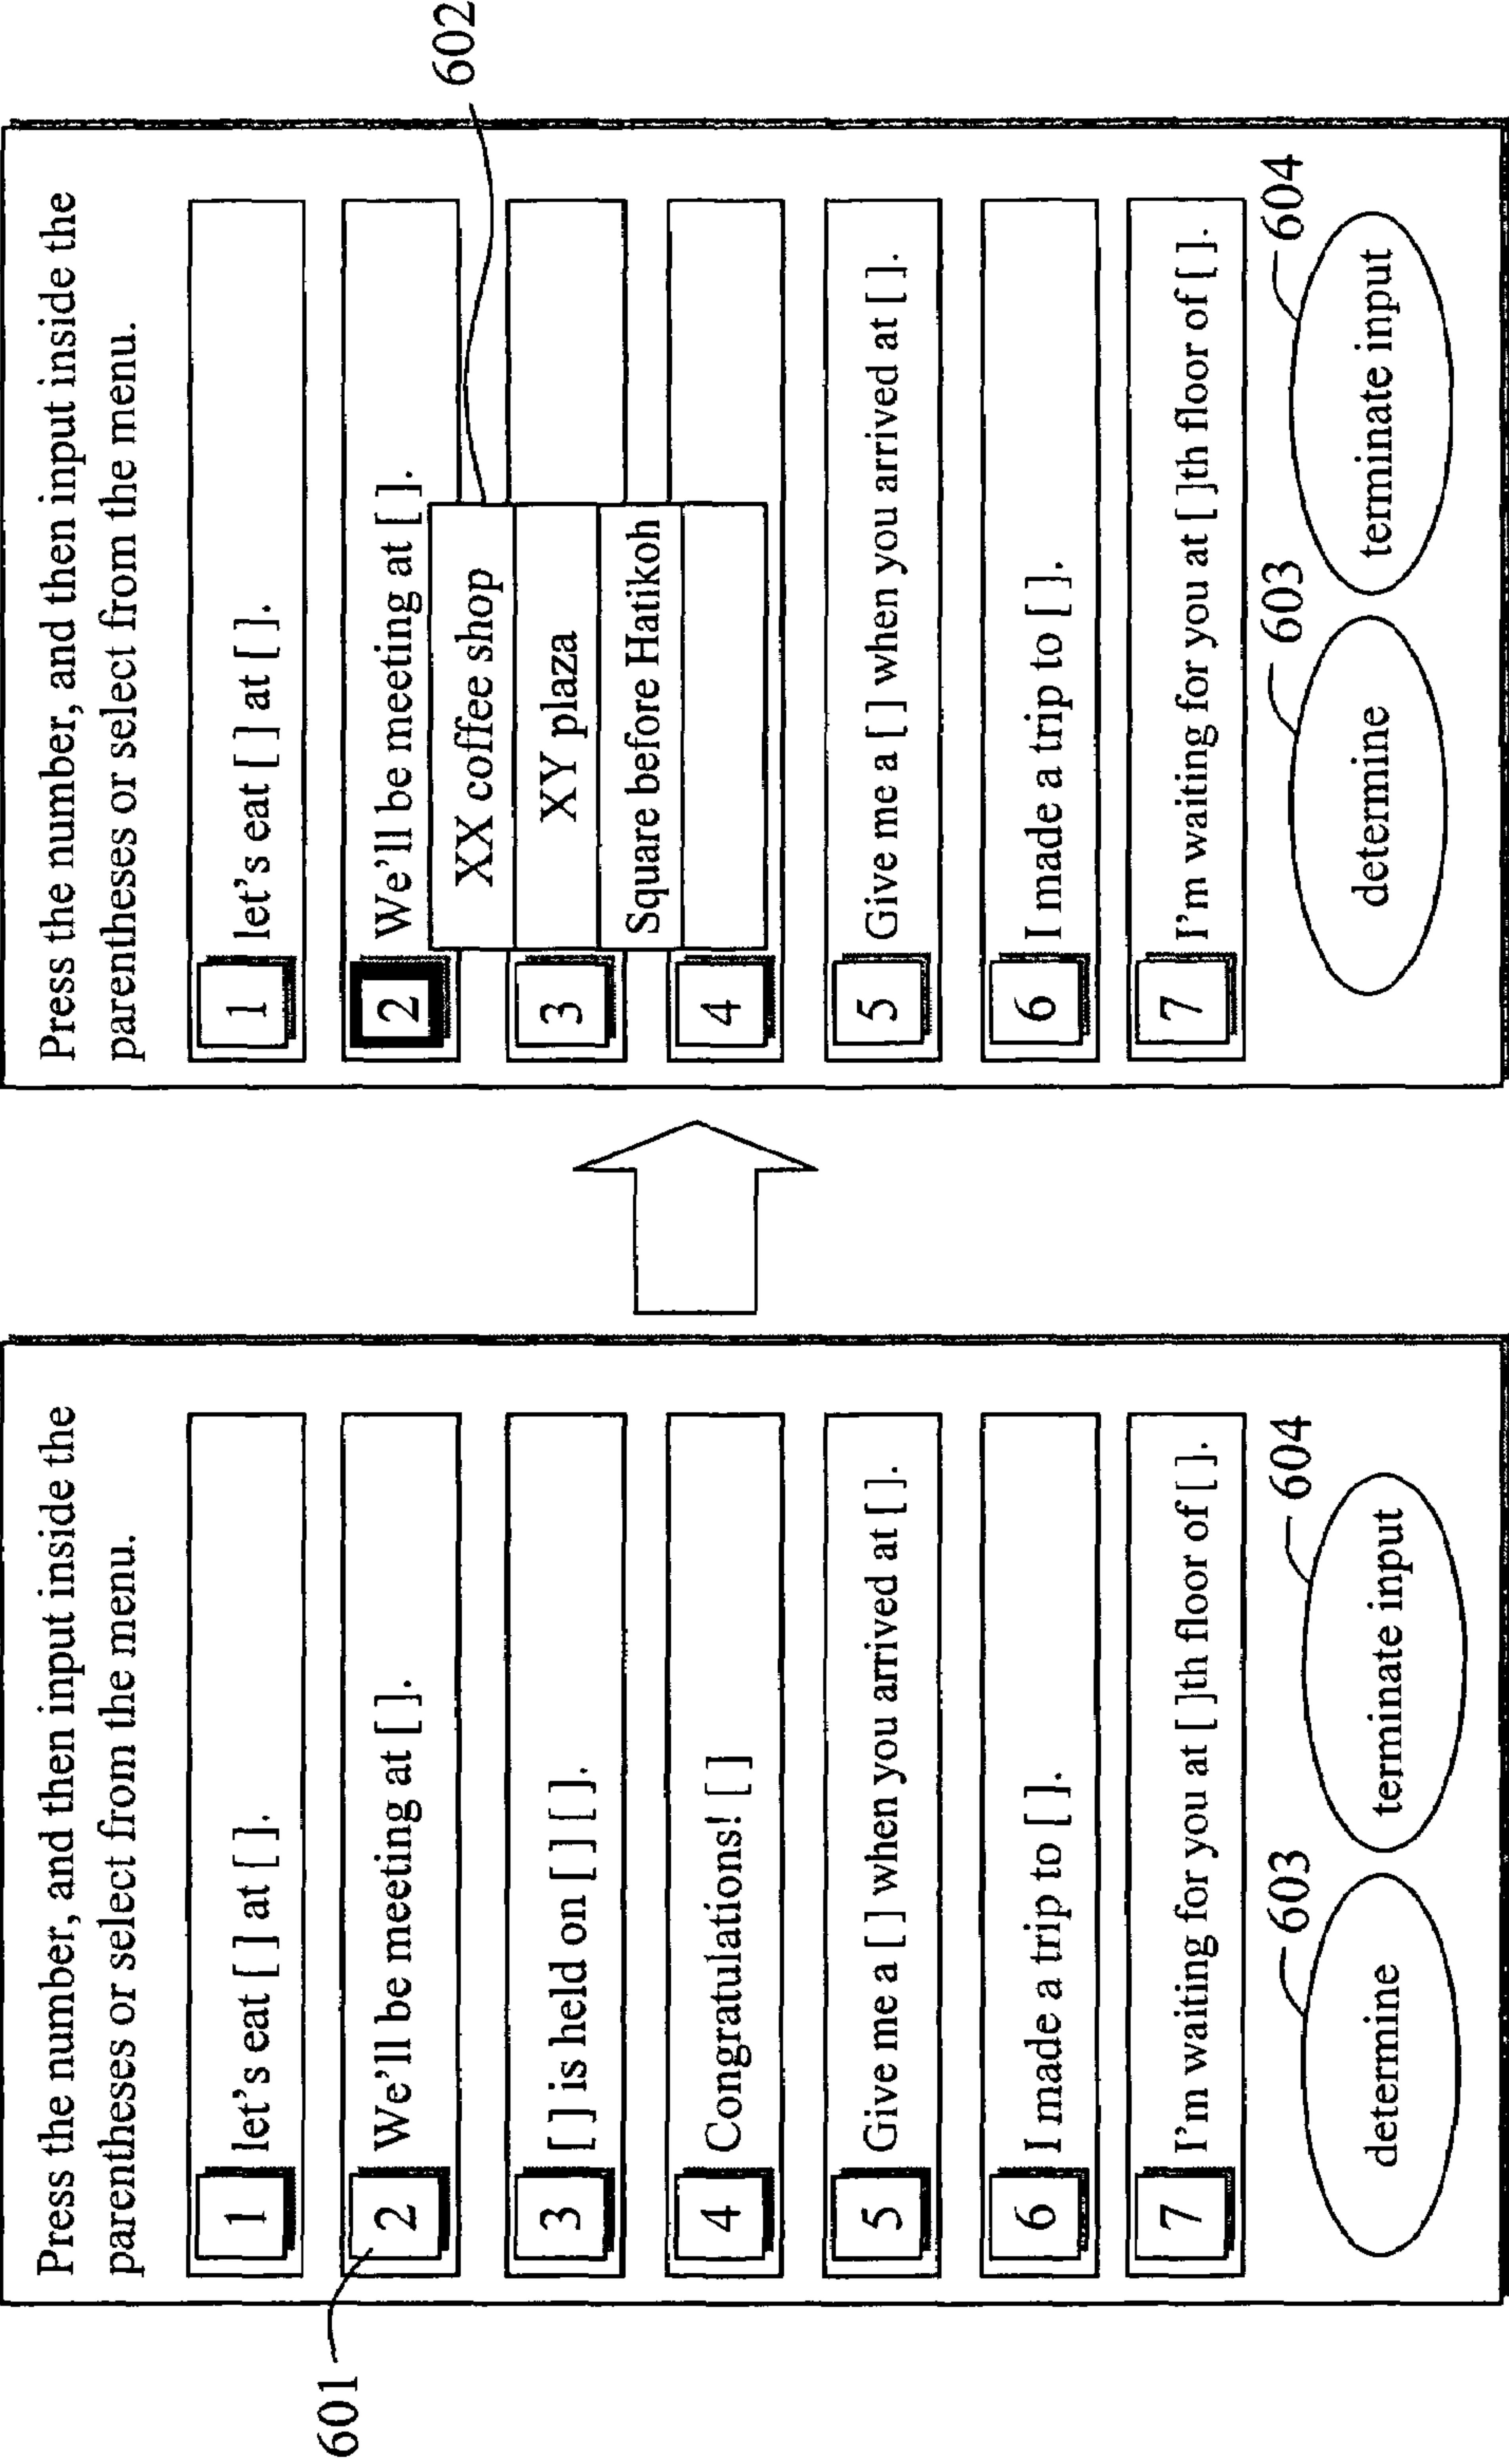 Press the number, and then input inside the
parentheses or select from the menu.
1 let's eat [ ] at [ ].
601
2 We'll be meeting at [ ].
3 [ ] is held on [ ] [ ].
4 Congratulations! [ ]
5 Give me a [ ] when you arrived at [ ].
6 I made a trip to [ ].
7 I'm waiting for you at [ ]th floor of [ ].
603
604
determine
terminate input
Press the number, and then input inside the
parentheses or select from the menu.
1 let's eat [ ] at [ ].
2 We'll be meeting at [ ].
602
XX coffee shop
3
XY plaza
Square before Hatikoh
4
5 Give me a [ ] when you arrived at [ ].
6 I made a trip to [ ].
7 I'm waiting for you at [ ]th floor of [ ].
603
604
determine
terminate input